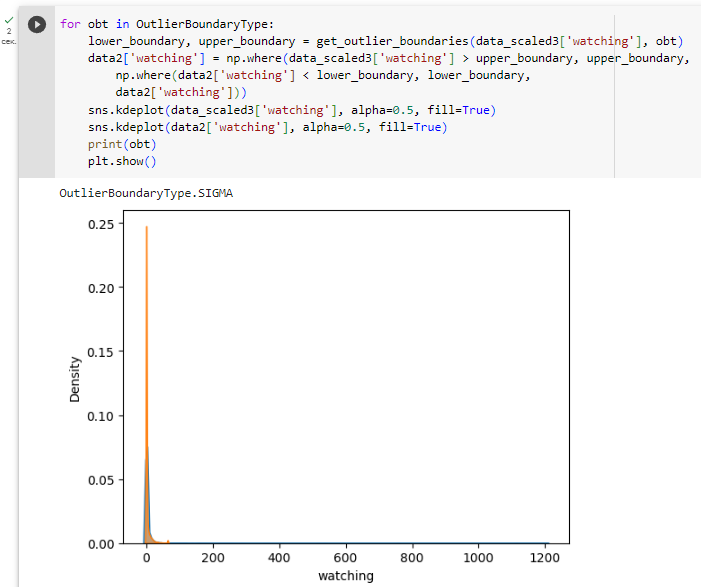 for obt in OutlierBoundaryType:
2
сек.
lower_boundary, upper_boundary = get_outlier_boundaries(data_scaled3['watching'], obt)
data2['watching'] = np.where(data_scaled3['watching'] > upper_boundary, upper_boundary,
np.where(data2['watching'] < lower_boundary, lower_boundary,
data2['watching']))
sns.kdeplot(data_scaled3['watching'], alpha=0.5, fill=True)
sns.kdeplot(data2['watching'], alpha=0.5, fill=True)
print(obt)
plt.show()
OutlierBoundaryType.SIGMA
0.25
0.20
0.15
0.10
0.05
0.00
Density
0 200 400 600 800 1000 1200
watching